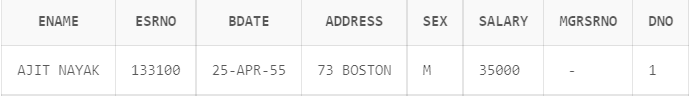 ENAME ESRNO BDATE ADDRESS SEX SALARY MGRSRNO DNO
AJIT NAYAK 133100 25-APR-55 73 BOSTON M 35000 - 1